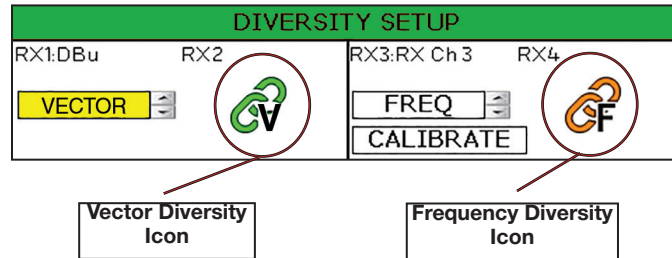 DIVERSITY SETUP
RX1:DBu RX2 RX3:RX Ch 3 RX4
VECTOR V FREQ F
CALIBRATE
Vector Diversity
Icon
Frequency Diversity
Icon